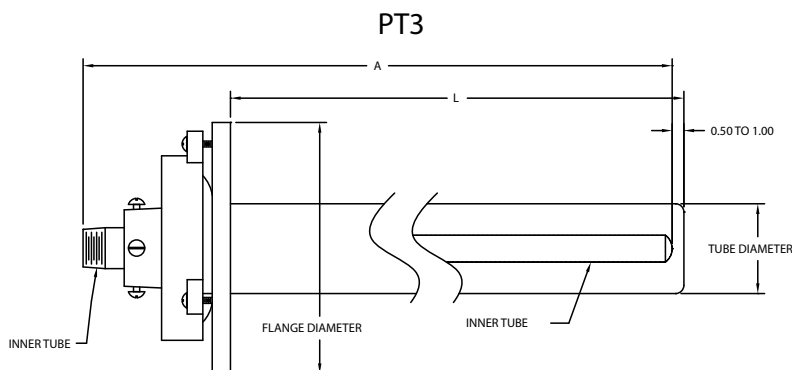 PT3
A
L
0.50 TO 1.00
TUBE DIAMETER
FLANGE DIAMETER
INNER TUBE
INNER TUBE